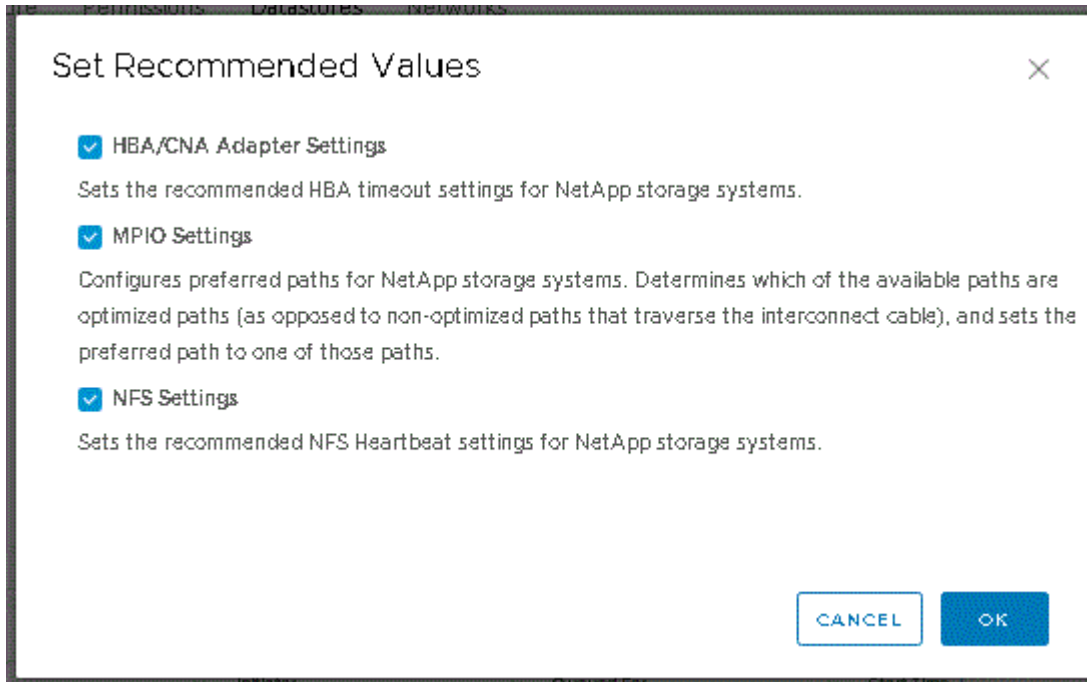 Permissions Datastores Networks
Set Recommended Values
HBA/CNA Adapter Settings
Sets the recommended HBA timeout settings for NetApp storage systems.
MPIO Settings
Configures preferred paths for NetApp storage systems. Determines which of the available paths are
optimized paths (as opposed to non-optimized paths that traverse the interconnect cable), and sets the
preferred path to one of those paths.
NFS Settings
Sets the recommended NFS Heartbeat settings for NetApp storage systems.
CANCEL OK